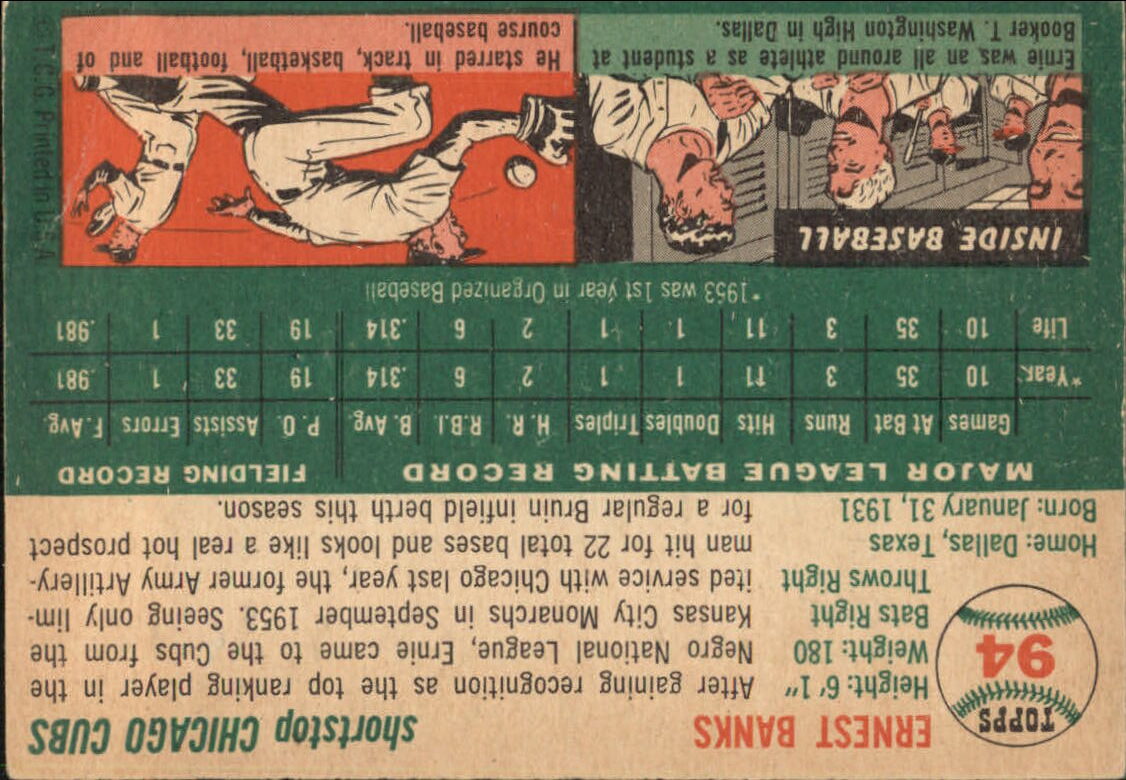 TOPPS
94
ERNEST BANKS
shortstop CHICAGO CUBS
Height: 6' 1"
Weight: 180
Bats Right
Throws Right
Home: Dallas, Texas
Born: January 31, 1931
After gaining recognition as the top ranking player in the
Negro National League, Ernie came to the Cubs from the
Kansas City Monarchs in September 1953. Seeing only lim-
ited service with Chicago last year, the former Army Artillery-
man hit for 22 total bases and looks like a real hot prospect
for a regular Bruin infield berth this season.
MAJOR LEAGUE BATTING RECORD FIELDING RECORD
Games At Bat Runs Hits Doubles Triples H. R. R.B.I. B. Avg P. O. Assists Errors F. Avg.
*Year 10 35 3 11 1 1 2 6 .314 19 33 1 .981
Life 10 35 3 11 1 1 2 6 .314 19 33 1 .981
*1953 was 1st year in Organized Baseball
INSIDE BASEBALL
Ernie was an all around athlete as a student at
Booker T. Washington High in Dallas.
He starred in track, basketball, football and of
course baseball.
©T.C.G. Printed in U.S.A.